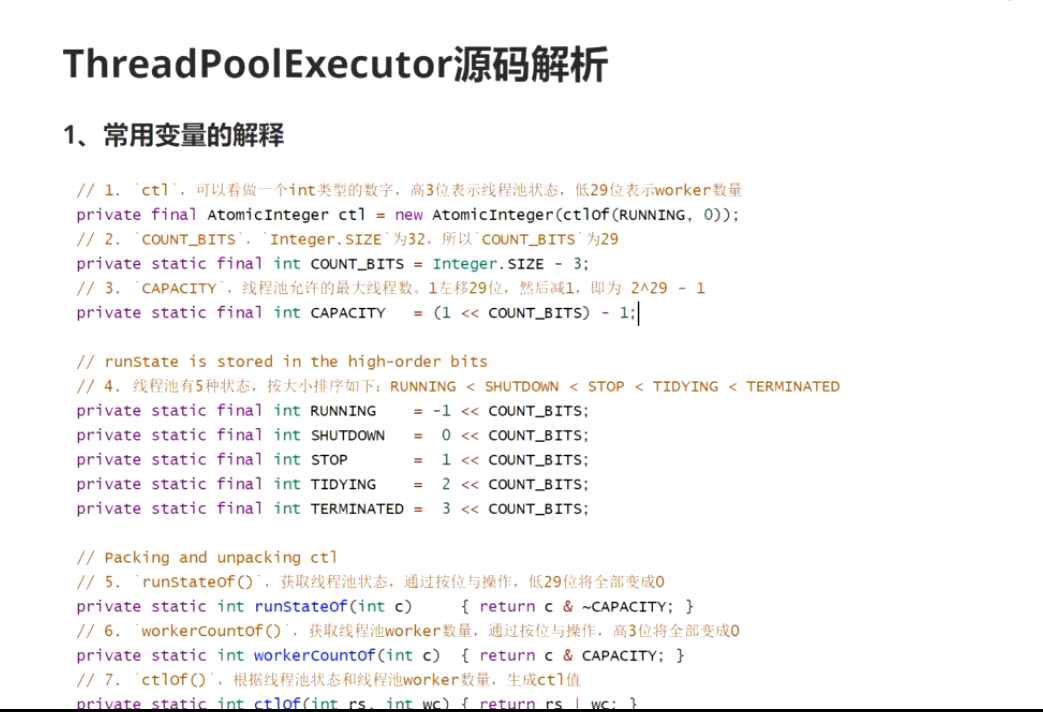 ThreadPoolExecutor源码解析
1、常用变量的解释
// 1. `ctl`，可以看做一个int类型的数字，高3位表示线程池状态，低29位表示worker数量
private final AtomicInteger ctl = new AtomicInteger(ctlOf(RUNNING, 0));
// 2. `COUNT_BITS`，`Integer.SIZE`为32，所以`COUNT_BITS`为29
private static final int COUNT_BITS = Integer.SIZE - 3;
// 3. `CAPACITY`，线程池允许的最大线程数。1左移29位，然后减1，即为 2^29 - 1
private static final int CAPACITY   = (1 << COUNT_BITS) - 1;
// runState is stored in the high-order bits
// 4. 线程池有5种状态，按大小排序如下：RUNNING < SHUTDOWN < STOP < TIDYING < TERMINATED
private static final int RUNNING    = -1 << COUNT_BITS;
private static final int SHUTDOWN   =  0 << COUNT_BITS;
private static final int STOP       =  1 << COUNT_BITS;
private static final int TIDYING    =  2 << COUNT_BITS;
private static final int TERMINATED =  3 << COUNT_BITS;
// Packing and unpacking ctl
// 5. `runStateOf()`，获取线程池状态，通过按位与操作，低29位将全部变成0
private static int runStateOf(int c)     { return c & ~CAPACITY; }
// 6. `workerCountOf()`，获取线程池worker数量，通过按位与操作，高3位将全部变成0
private static int workerCountOf(int c)  { return c & CAPACITY; }
// 7. `ctlOf()`，根据线程池状态和线程池worker数量，生成ctl值
private static int ctlOf(int rs, int wc) { return rs | wc; }